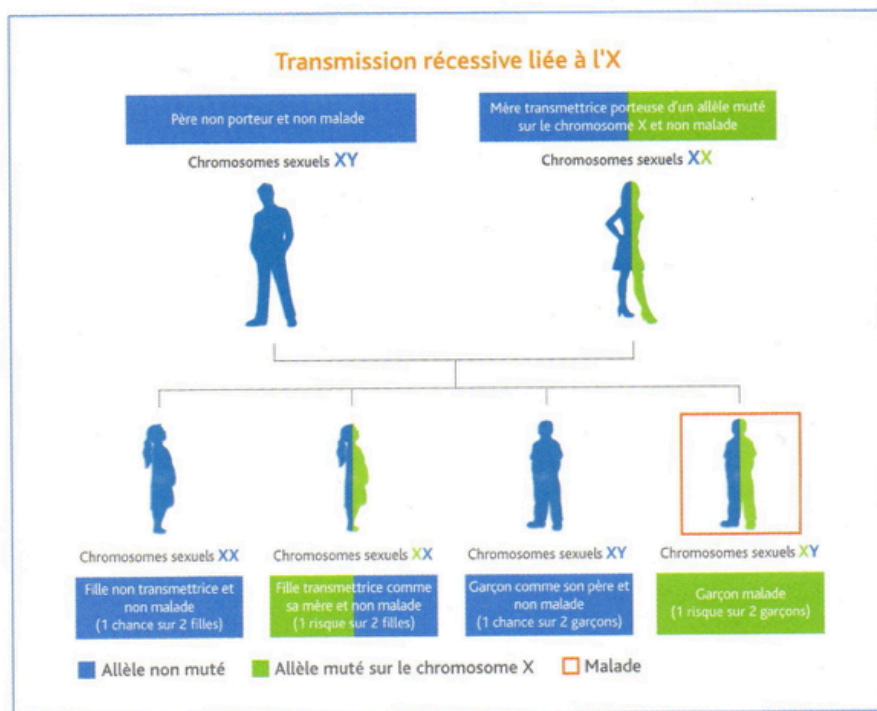 Transmission récessive liée à l'X
Père non porteur et non malade
Mère transmettrice porteuse d'un allèle muté
sur le chromosome X et non malade
Chromosomes sexuels XY
Chromosomes sexuels XX
Chromosomes sexuels XX
Chromosomes sexuels XX
Chromosomes sexuels XY
Chromosomes sexuels XY
Fille non transmettrice et
non malade
(1 chance sur 2 filles)
Fille transmettrice comme
sa mère et non malade
(1 risque sur 2 filles)
Garçon comme son père et
non malade
(1 chance sur 2 garçons)
Garçon malade
(1 risque sur 2 garçons)
Allèle non muté
Allèle muté sur le chromosome X
Malade